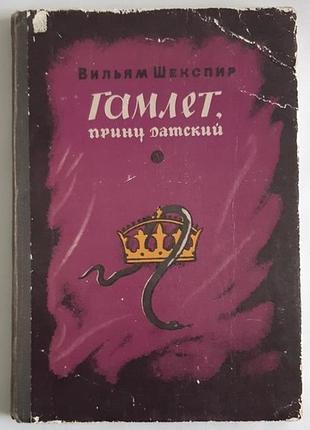 Вильям Шекспир
Гамлет,
принц датский